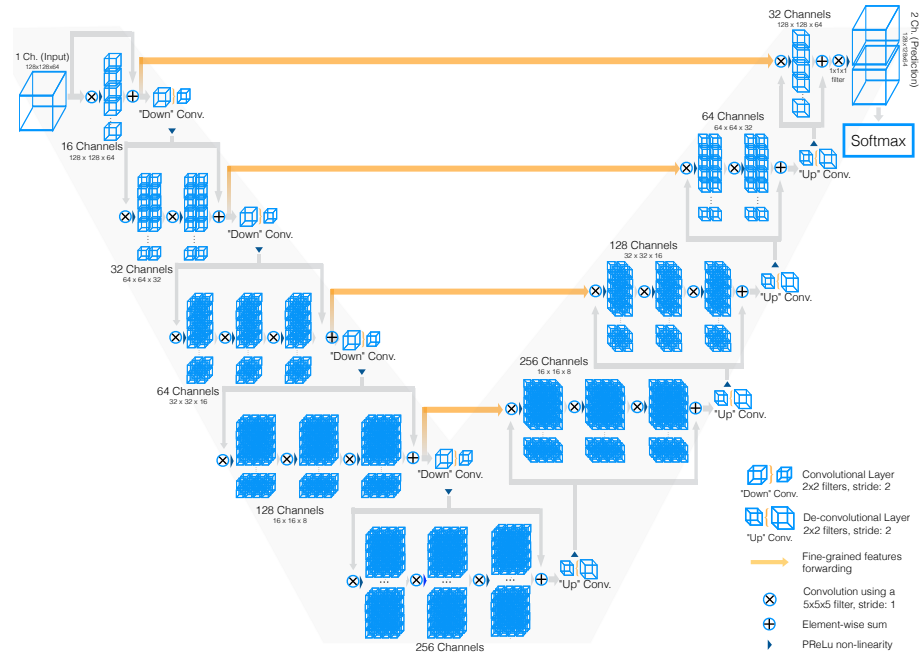 1 Ch. (Input)
128x128x64
"Down" Conv.
16 Channels
128 x 128 x 64
"Down" Conv.
32 Channels
64 x 64 x 32
"Down" Conv.
64 Channels
32 x 32 x 16
"Down" Conv.
128 Channels
16 x 16 x 8
...
...
...
256 Channels
"Up" Conv.
256 Channels
16 x 16 x 8
"Up" Conv.
128 Channels
32 x 32 x 16
"Up" Conv.
64 Channels
64 x 64 x 32
"Up" Conv.
32 Channels
128 x 128 x 64
1x1x1
filter
2 Ch. (Prediction)
128x128x64
Softmax
"Down" Conv.
Convolutional Layer
2x2 filters, stride: 2
"Up" Conv.
De-convolutional Layer
2x2 filters, stride: 2
Fine-grained features
forwarding
Convolution using a
5x5x5 filter, stride: 1
Element-wise sum
PReLu non-linearity